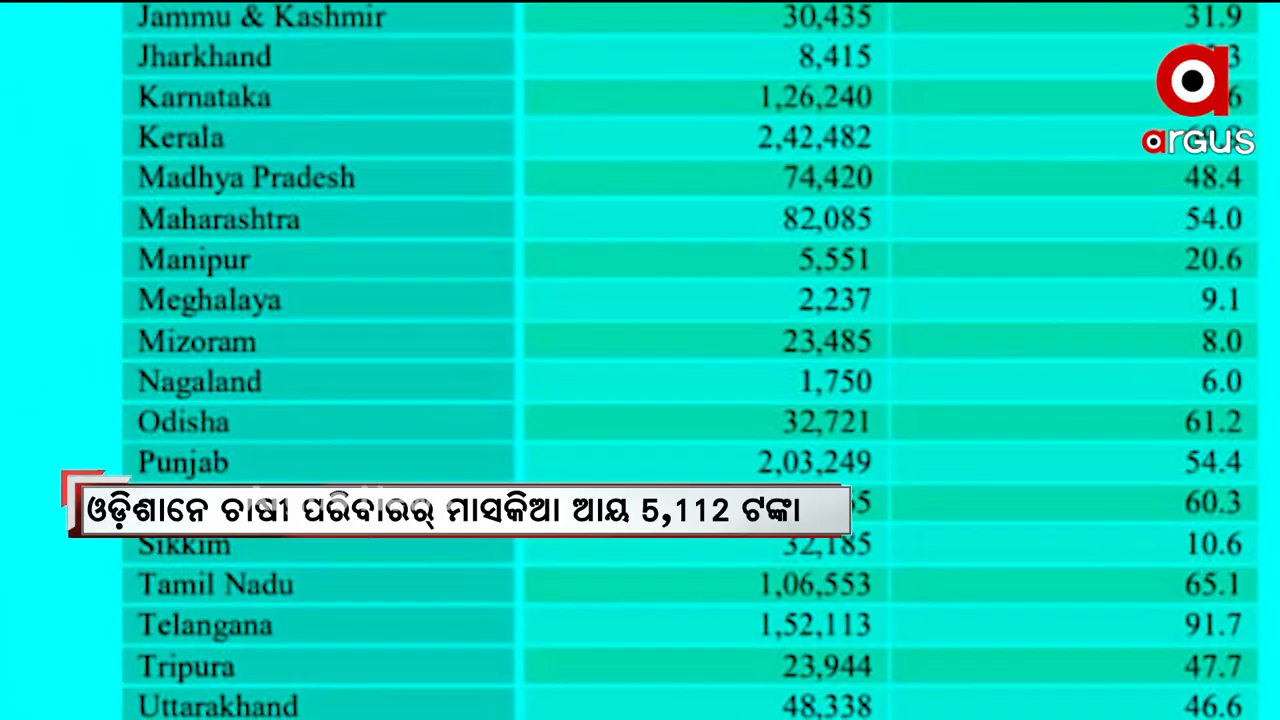 Jammu & Kashmir 30,435 31.9
Jharkhand 8,415 3
Karnataka 1,26,240 6
Kerala 2,42,482
Madhya Pradesh 74,420 48.4
Maharashtra 82,085 54.0
Manipur 5,551 20.6
Meghalaya 2,237 9.1
Mizoram 23,485 8.0
Nagaland 1,750 6.0
Odisha 32,721 61.2
Punjab 2,03,249 54.4
60.3
Sikkim 32,185 10.6
Tamil Nadu 1,06,553 65.1
Telangana 1,52,113 91.7
Tripura 23,944 47.7
Uttarakhand 48,338 46.6
argus
ଓଡ଼ିଶାନେ ଚାଷୀ ପରିବାରର୍ ମାସକିଆ ଆୟ 5,112 ଟଙ୍କା